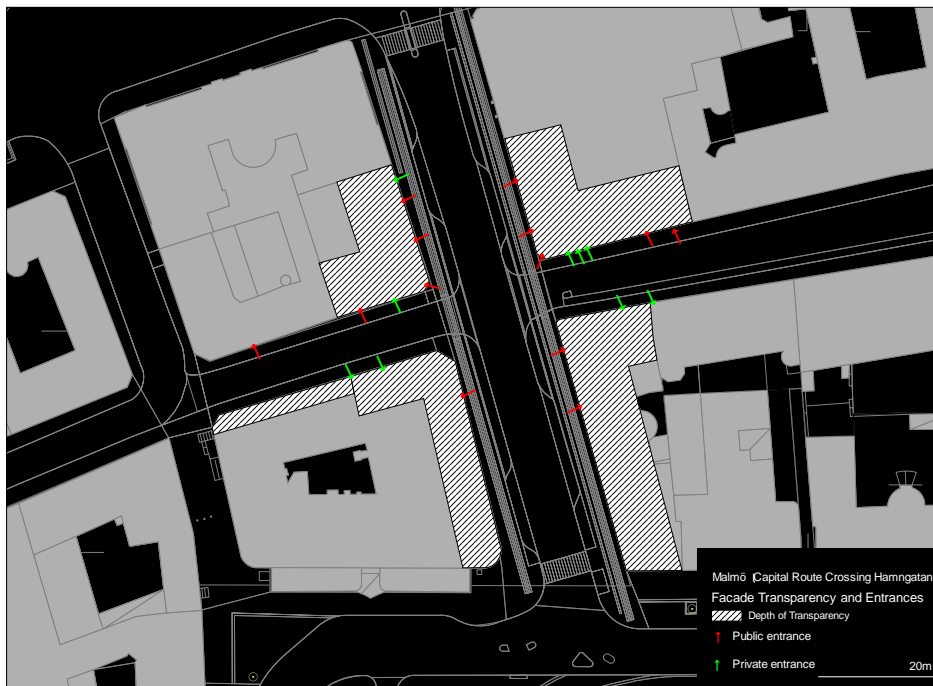 Malmö | Capital Route Crossing Hamngatan
Facade Transparency and Entrances
Depth of Transparency
Public entrance
Private entrance
20m